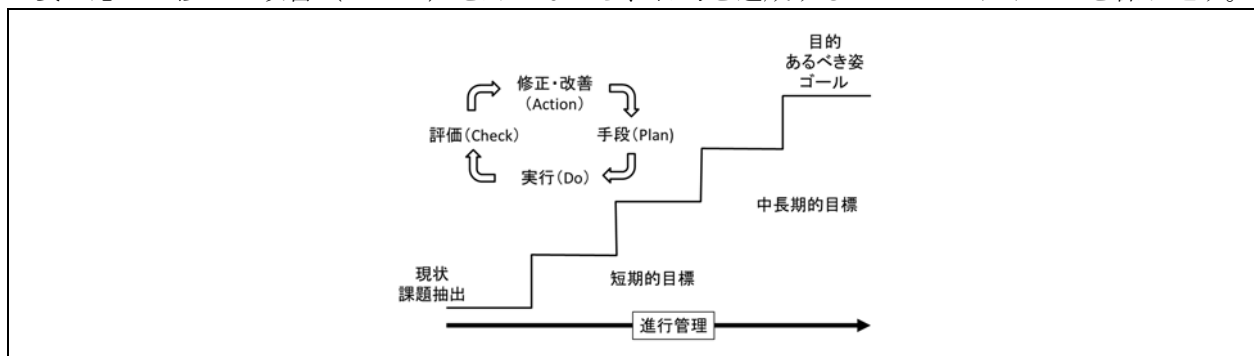 目的
あるべき姿
ゴール
修正・改善
(Action)
評価(Check)
手段(Plan)
実行(Do)
中長期的目標
現状
課題抽出
短期的目標
進行管理